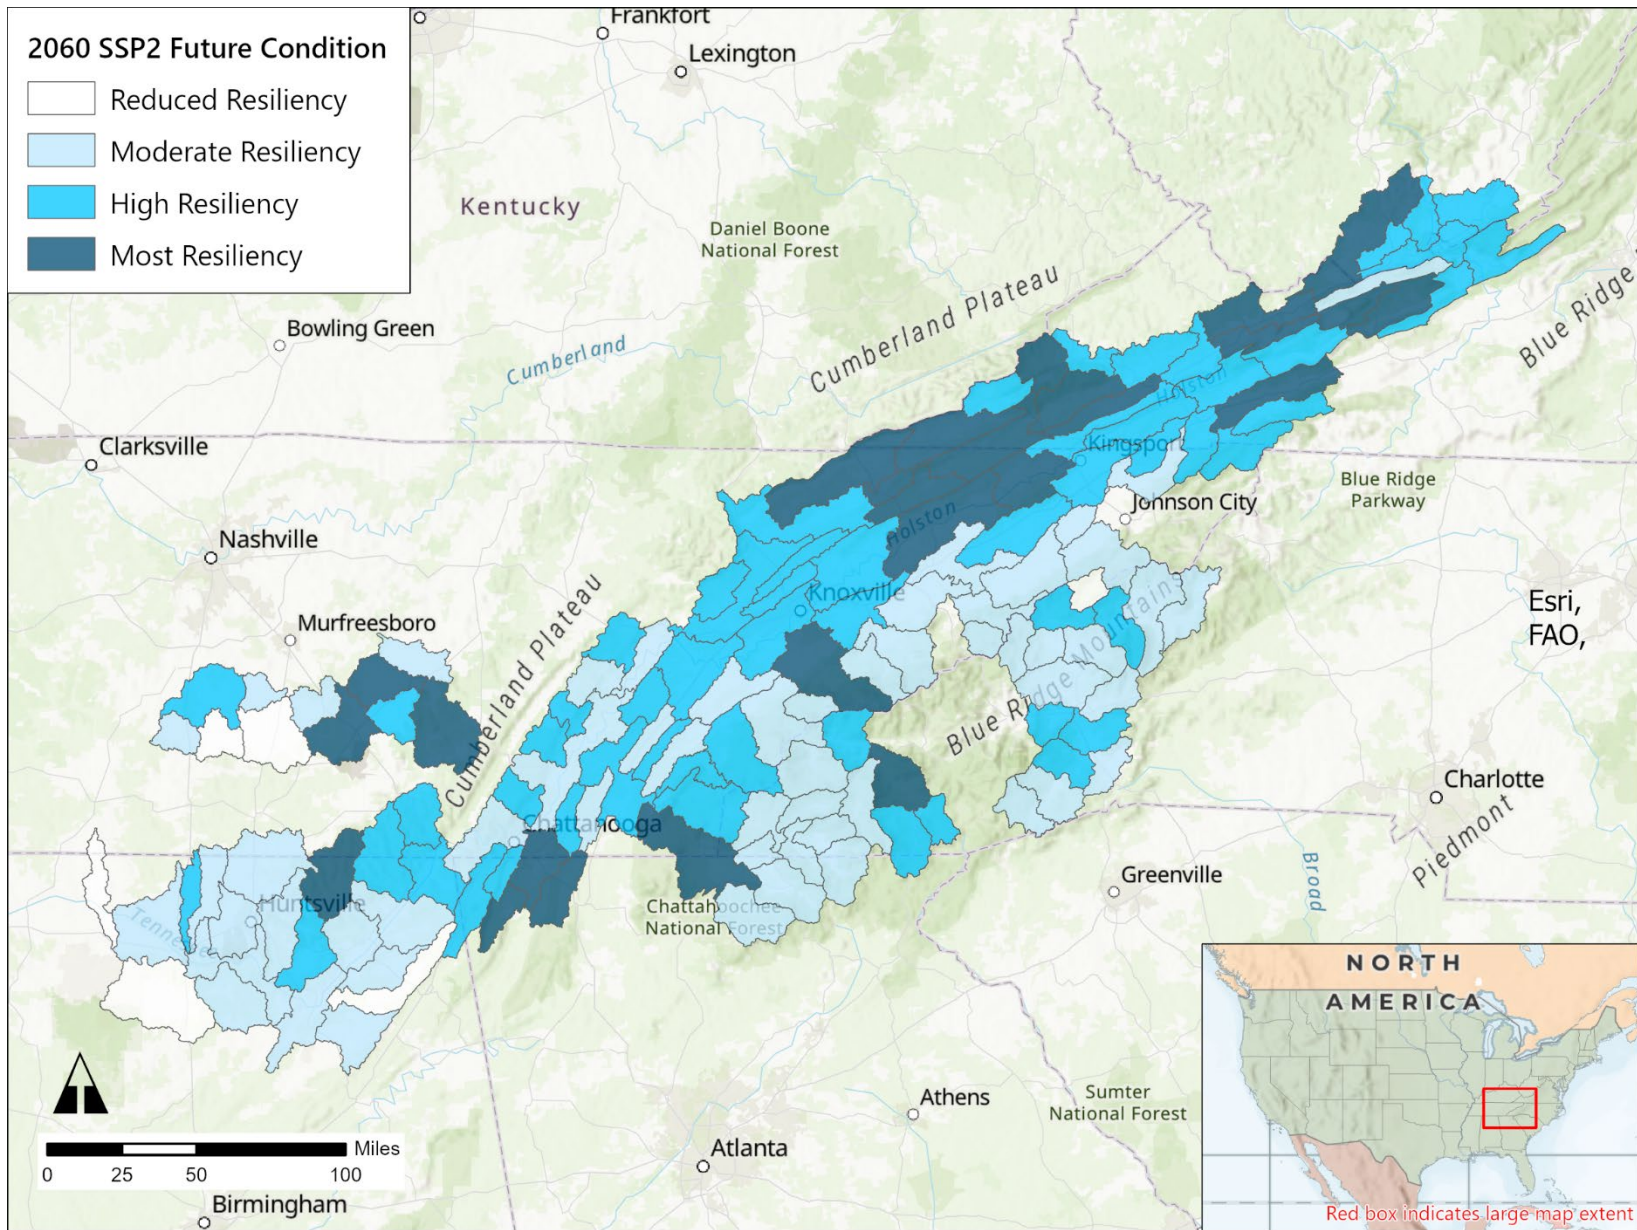 2060 SSP2 Future Condition
Reduced Resiliency
Moderate Resiliency
High Resiliency
Most Resiliency
Frankfort
Lexington
Kentucky
Daniel Boone
National Forest
Bowling Green
Cumberland
Cumberland Plateau
Blue Ridge
Holston
Clarksville
Kingsport
Blue Ridge
Parkway
Johnson City
Holston
Nashville
Knoxville
Murfreesboro
Esri,
FAO,
Cumberland Plateau
Blue Ridge Mountains
Charlotte
Chattanooga
Piedmont
Greenville
Broad
Huntsville
Tennessee
Chattahoochee
National Forest
NORTH
AMERICA
Athens
Sumter
National Forest
Atlanta
Miles
0 25 50 100
Birmingham
Red box indicates large map extent